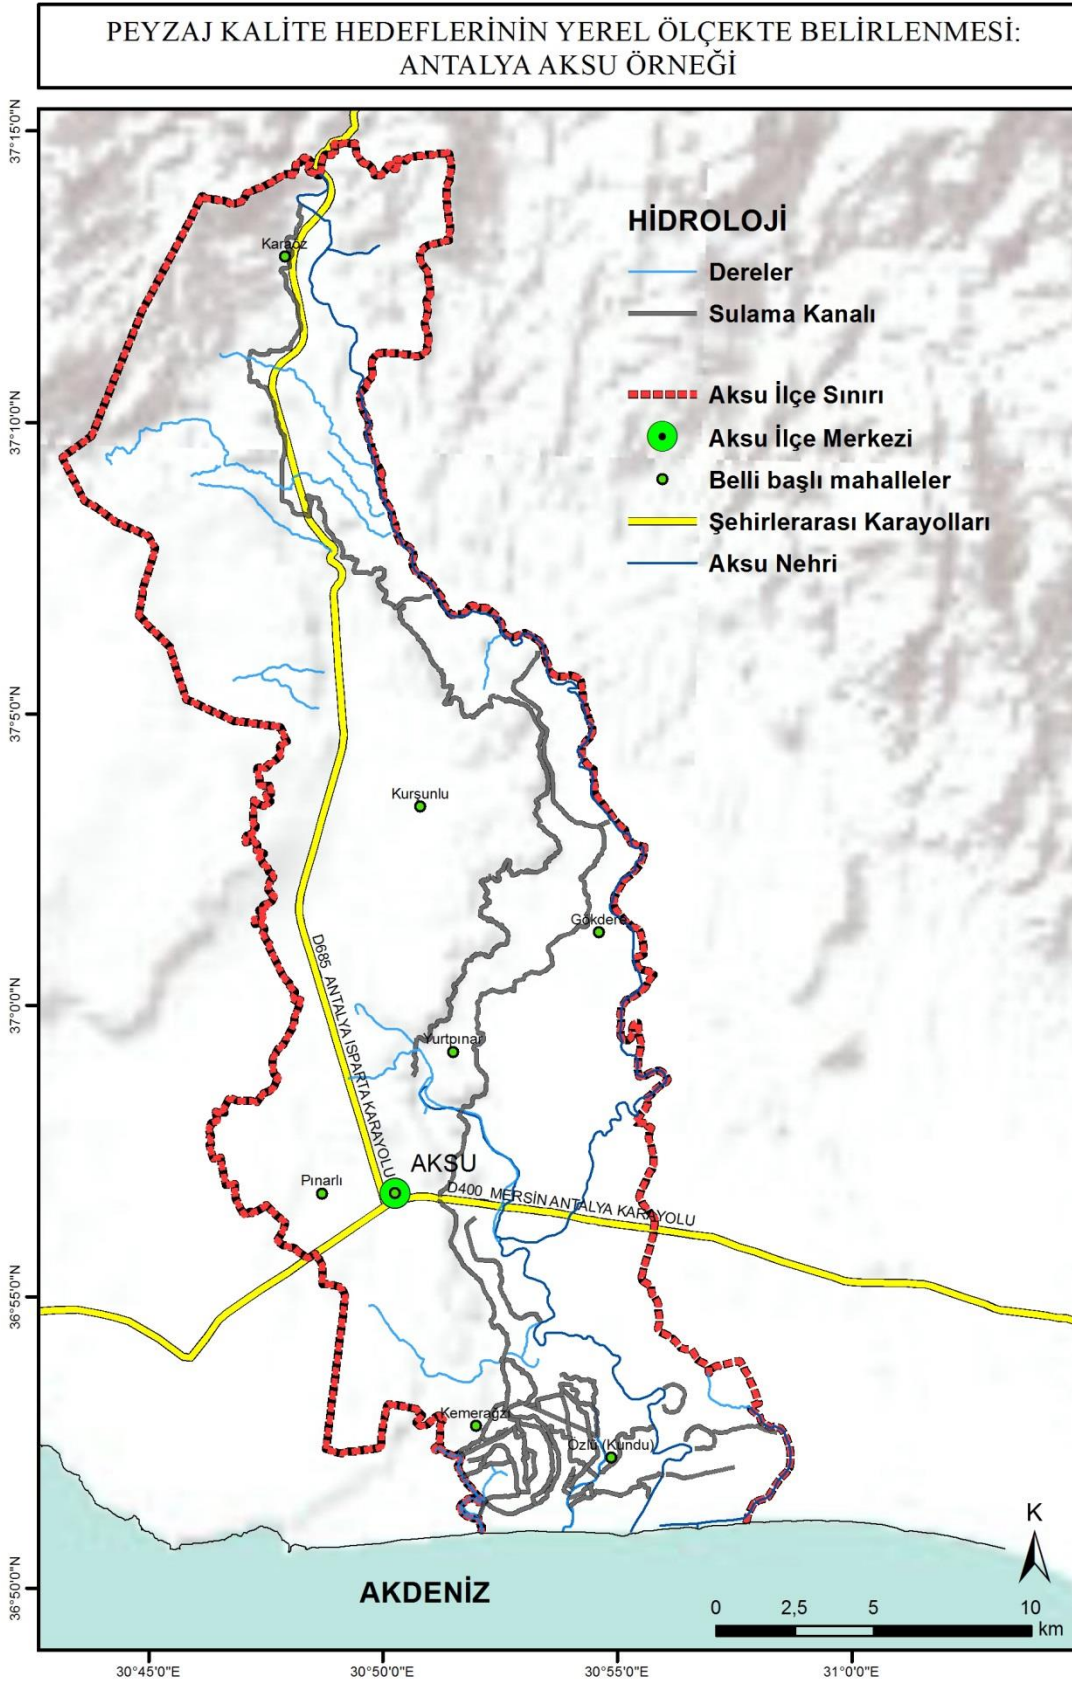 PEYZAJ KALİTE HEDEFLERİNİN YEREL ÖLÇEKTE BELİRLENMESİ:
ANTALYA AKSU ÖRNEĞİ
37°15'0"N
37°10'0"N
37°5'0"N
37°0'0"N
36°55'0"N
36°50'0"N
HİDROLOJİ
Dereler
Sulama Kanalı
Aksu İlçe Sınırı
Aksu İlçe Merkezi
Belli başlı mahalleler
Şehirlerarası Karayolları
Aksu Nehri
Karaöz
Kurşunlu
Gökdere
D685_ANTALYA ISPARTA KARAYOLU
Yurtpınar
AKSU
Pınarlı
D400_MERSİN ANTALYA KARAYOLU
Kemerağzı
Özlü (Kundu)
AKDENİZ
K
0 2,5 5 10
km
30°45'0"E 30°50'0"E 30°55'0"E 31°0'0"E